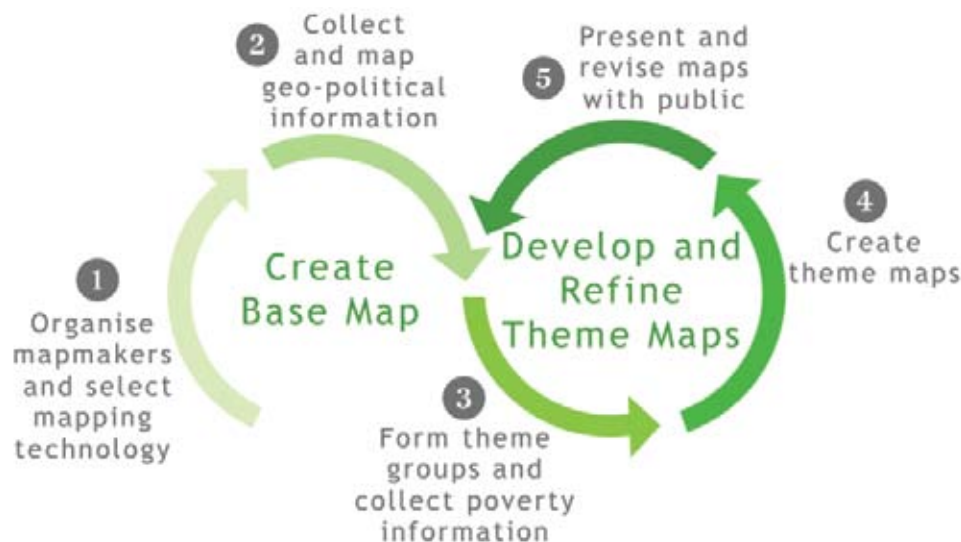 1
Organise
mapmakers
and select
mapping
technology
2
Collect
and map
geo-political
information
Create
Base Map
3
Form theme
groups and
collect poverty
information
4
Create
theme maps
5
Present and
revise maps
with public
Develop and
Refine
Theme Maps